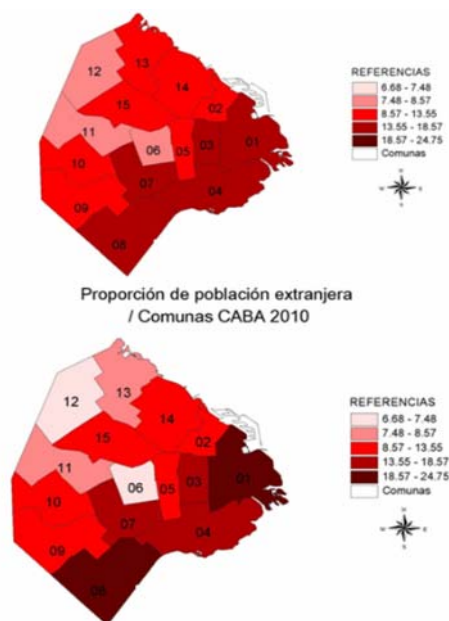 12
13
14
15
02
11
06
05
03
01
10
07
04
09
08
REFERENCIAS
6.68 - 7.48
7.48 - 8.57
8.57 - 13.55
13.55 - 18.57
18.57 - 24.75
Comunas
Proporción de población extranjera
/ Comunas CABA 2010
12
13
14
15
02
11
06
05
03
01
10
07
04
09
08
REFERENCIAS
6.68 - 7.48
7.48 - 8.57
8.57 - 13.55
13.55 - 18.57
18.57 - 24.75
Comunas